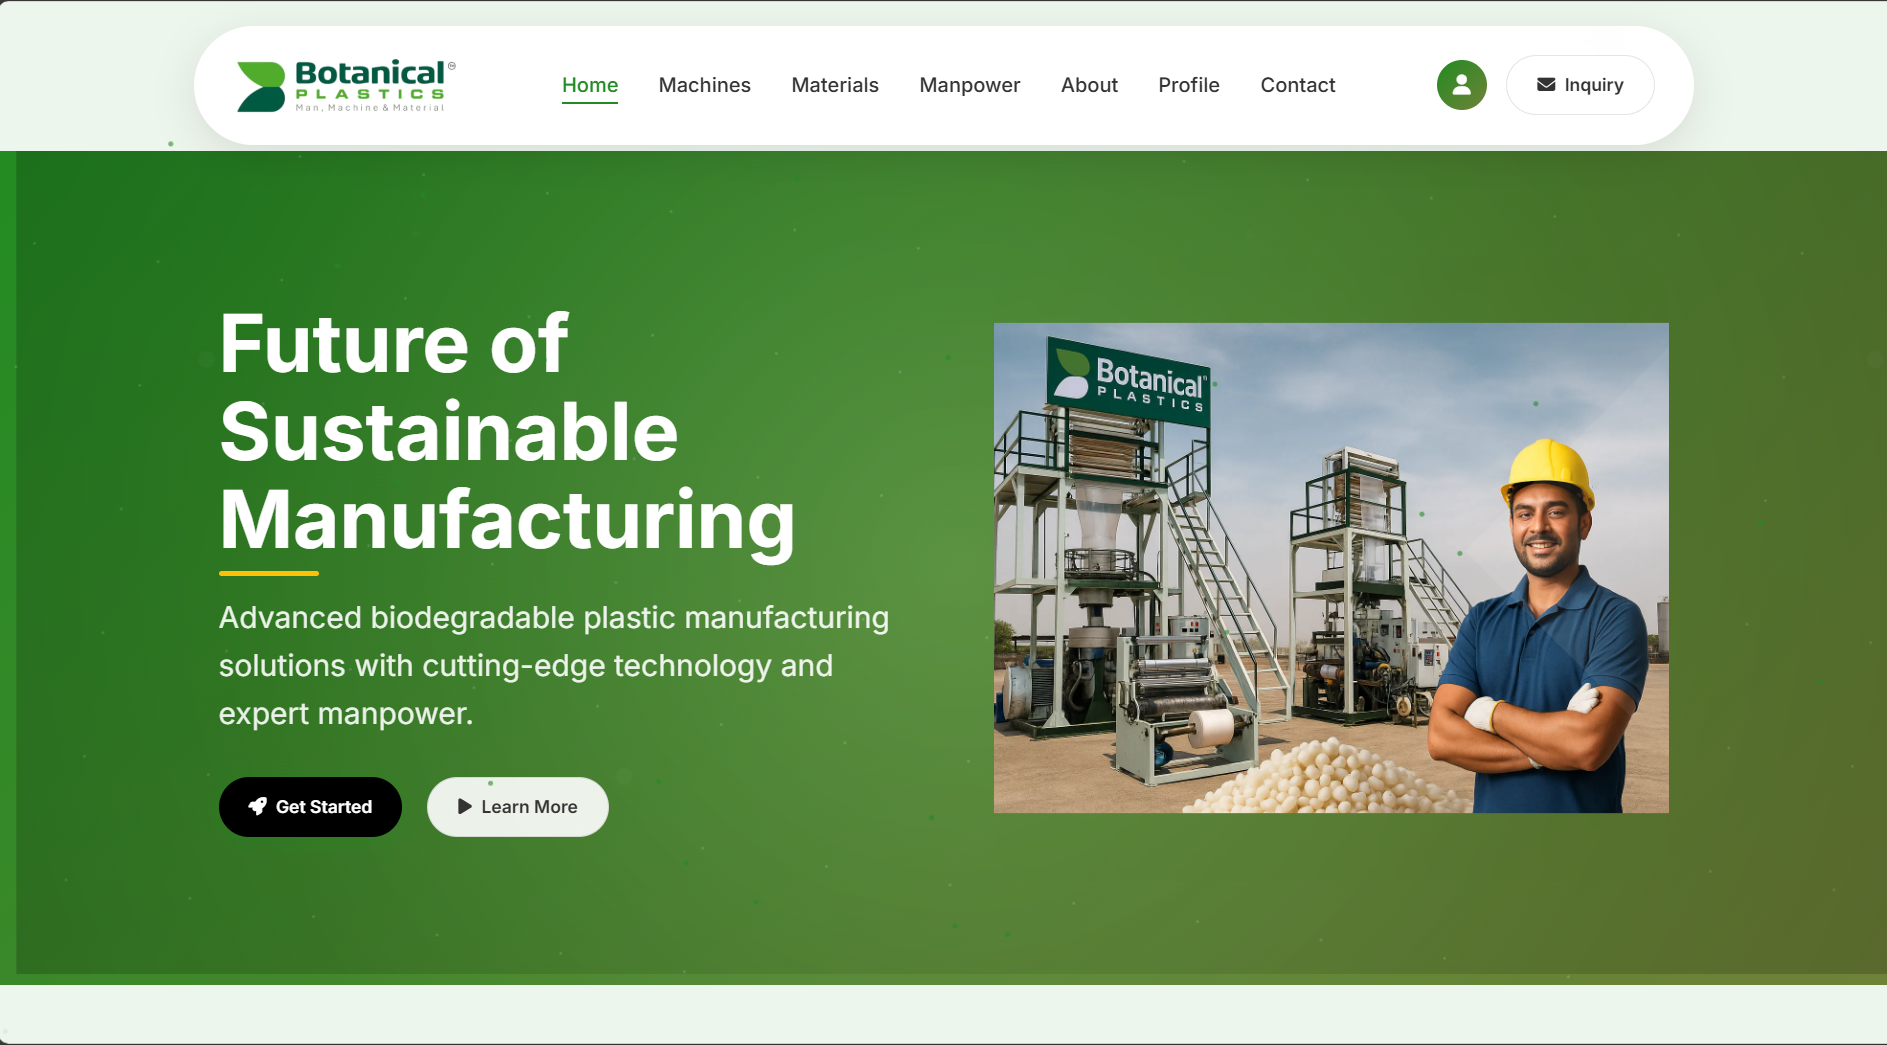 Botanical
PLASTICS
Man, Machine & Material
Home
Machines
Materials
Manpower
About
Profile
Contact
Inquiry
Future of
Sustainable
Manufacturing
Advanced biodegradable plastic manufacturing
solutions with cutting-edge technology and
expert manpower.
Get Started
Learn More
Botanical
PLASTICS